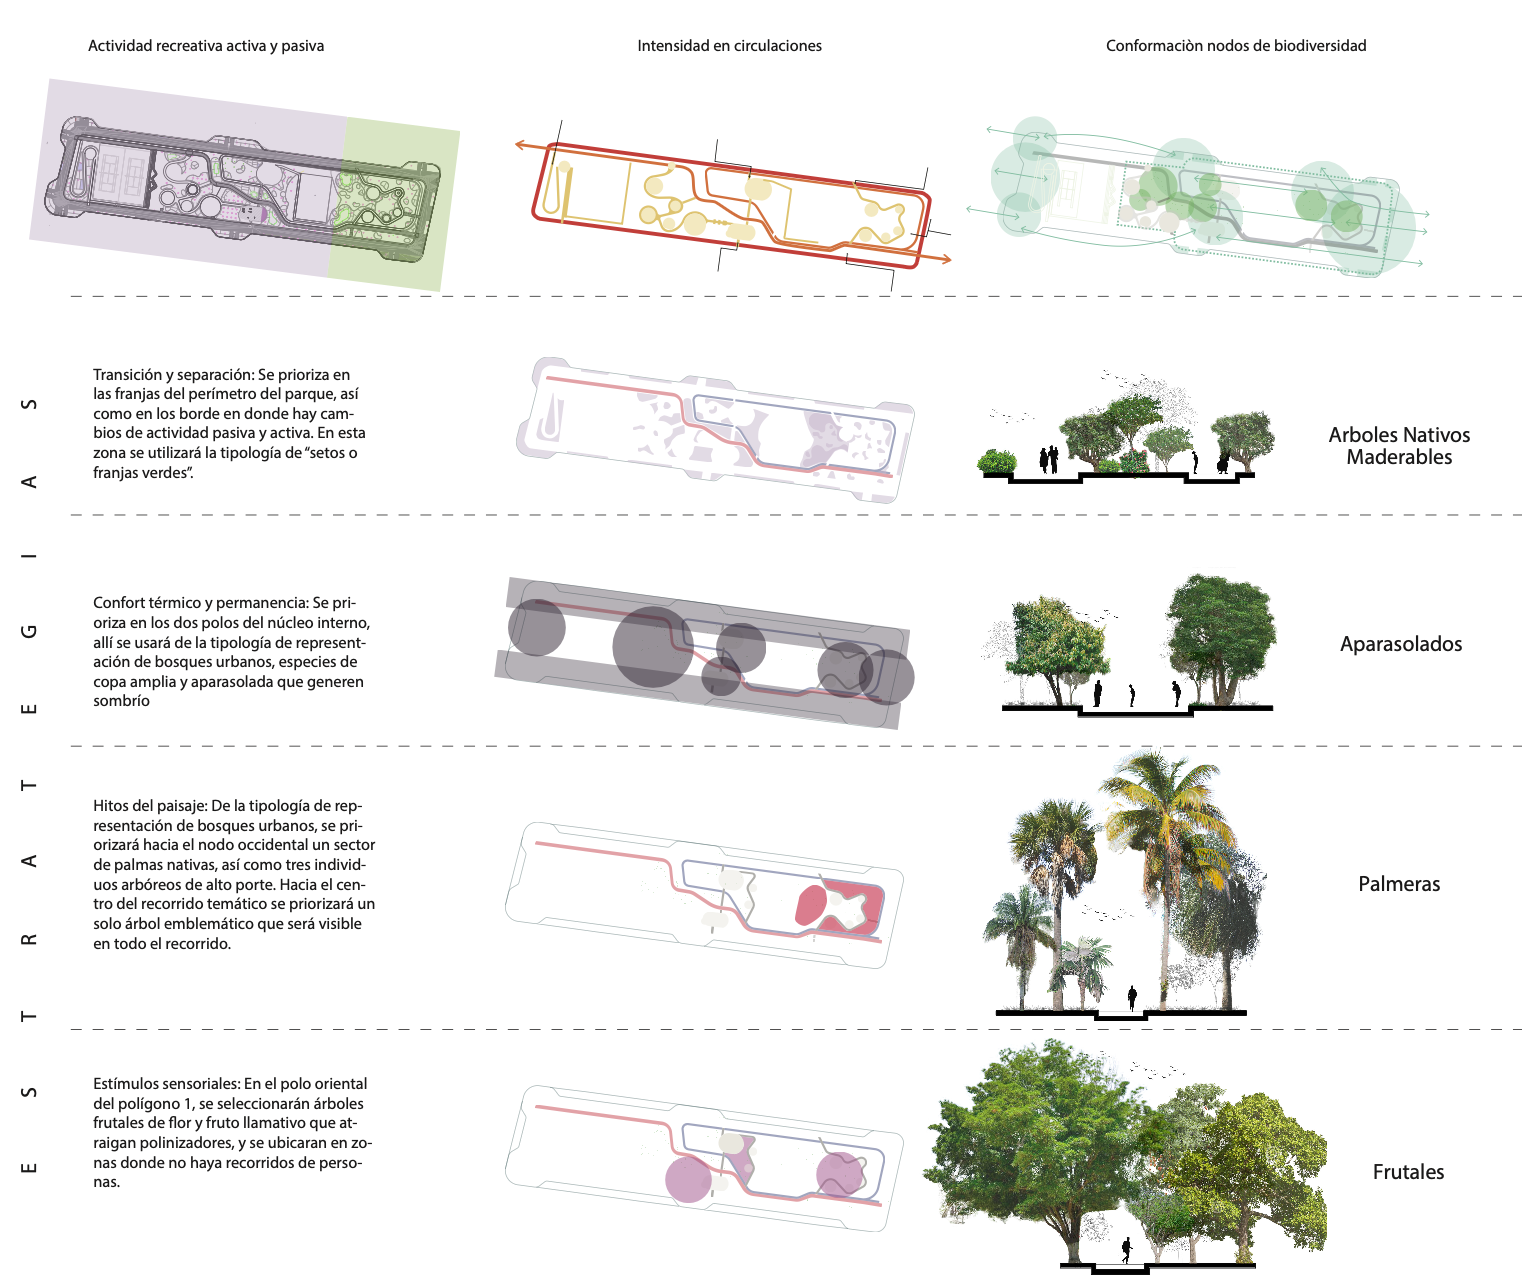 Actividad recreativa activa y pasiva
Intensidad en circulaciones
Conformaciòn nodos de biodiversidad
ESTRATEGIAS
Transición y separación: Se prioriza en
las franjas del perímetro del parque, así
como en los borde en donde hay cam-
bios de actividad pasiva y activa. En esta
zona se utilizará la tipología de “setos o
franjas verdes”.
Arboles Nativos
Maderables
Confort térmico y permanencia: Se pri-
oriza en los dos polos del núcleo interno,
allí se usará de la tipología de represent-
ación de bosques urbanos, especies de
copa amplia y aparasolada que generen
sombrío
Aparasolados
Hitos del paisaje: De la tipología de rep-
resentación de bosques urbanos, se pri-
orizará hacia el nodo occidental un sector
de palmas nativas, así como tres individ-
uos arbóreos de alto porte. Hacia el cen-
tro del recorrido temático se priorizará un
solo árbol emblemático que será visible
en todo el recorrido.
Palmeras
Estímulos sensoriales: En el polo oriental
del polígono 1, se seleccionarán árboles
frutales de flor y fruto llamativo que at-
raigan polinizadores, y se ubicaran en zo-
nas donde no haya recorridos de perso-
nas.
Frutales